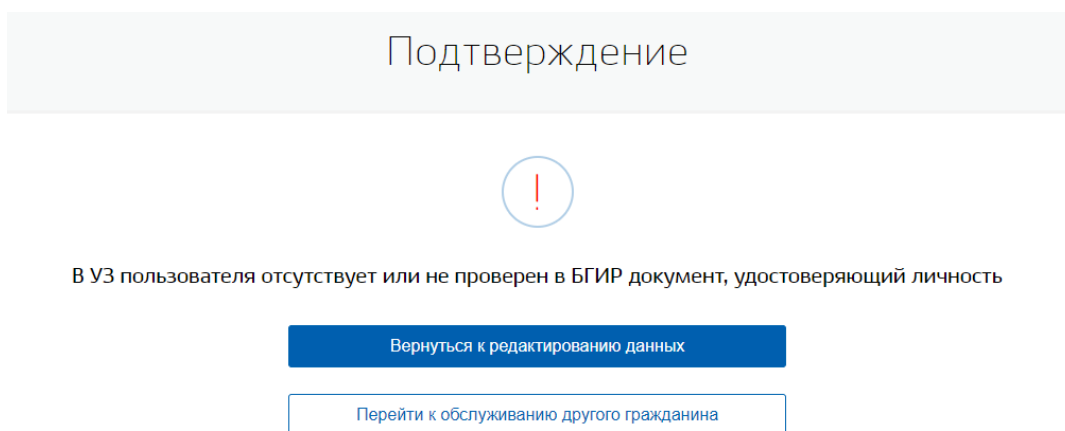 Подтверждение
В УЗ пользователя отсутствует или не проверен в БГИР документ, удостоверяющий личность
Вернуться к редактированию данных
Перейти к обслуживанию другого гражданина